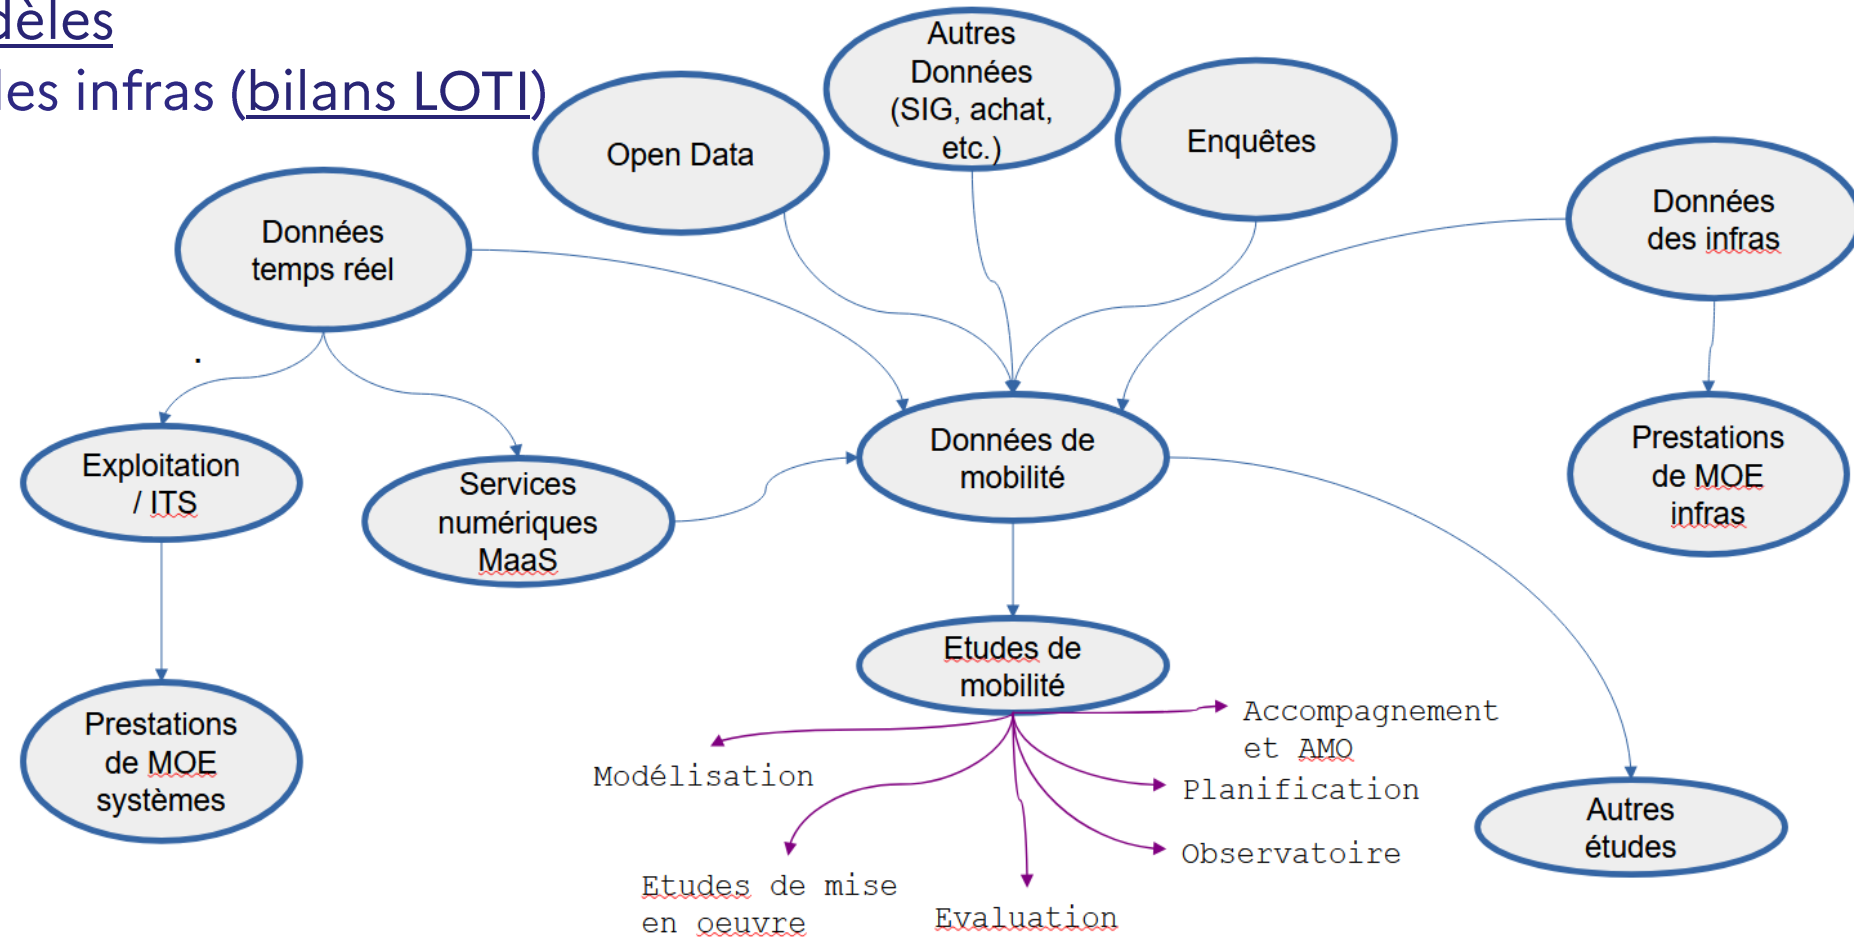 dèles
les infras (bilans LOTI)
Autres
Données
(SIG, achat,
etc.)
Open Data
Enquêtes
Données
temps réel
Données
des infras
Exploitation
/ ITS
Services
numériques
MaaS
Données de
mobilité
Prestations
de MOE
infras
Etudes de
mobilité
Prestations
de MOE
systèmes
Accompagnement
et AMO
Modélisation
Planification
Observatoire
Autres
études
Etudes de mise
en oeuvre
Evaluation